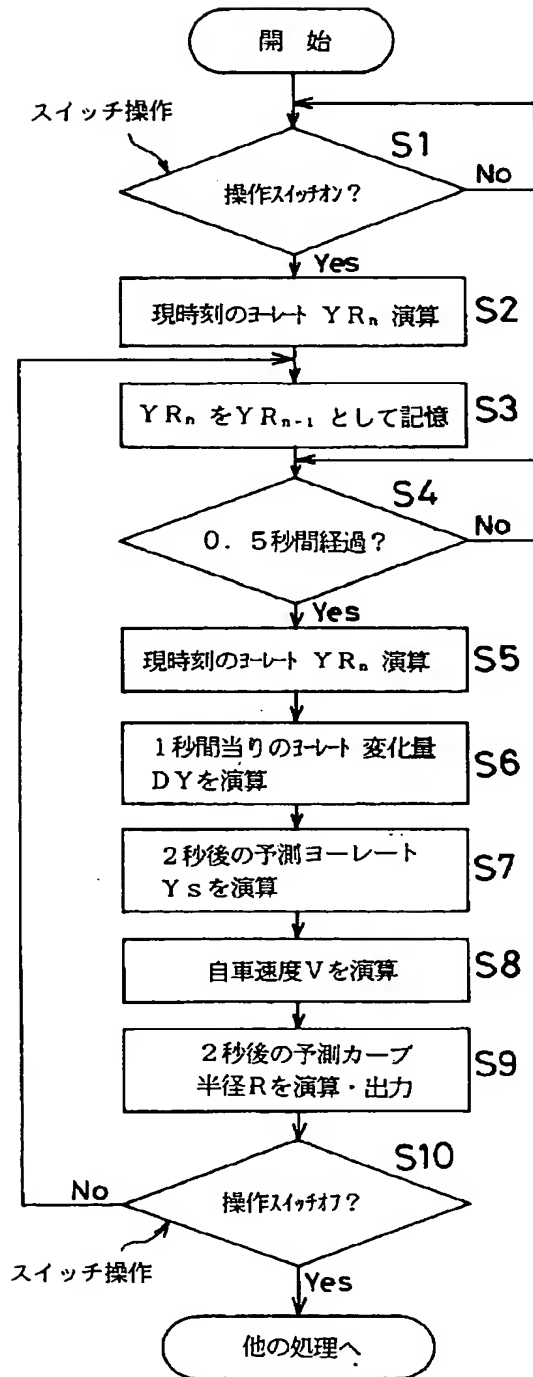 開 始
スイッチ操作
S1
操作スイッチオン?
No
Yes
現時刻のヨーレート YRn 演算
S2
YRn をYRn-1 として記憶
S3
S4
0.5秒間経過?
No
Yes
現時刻のヨーレート YRn 演算
S5
1秒間当りのヨーレート 変化量
DYを演算
S6
2秒後の予測ヨーレート
Ysを演算
S7
自車速度Vを演算
S8
2秒後の予測カーブ
半径Rを演算・出力
S9
S10
No
操作スイッチオフ?
スイッチ操作
Yes
他の処理へ